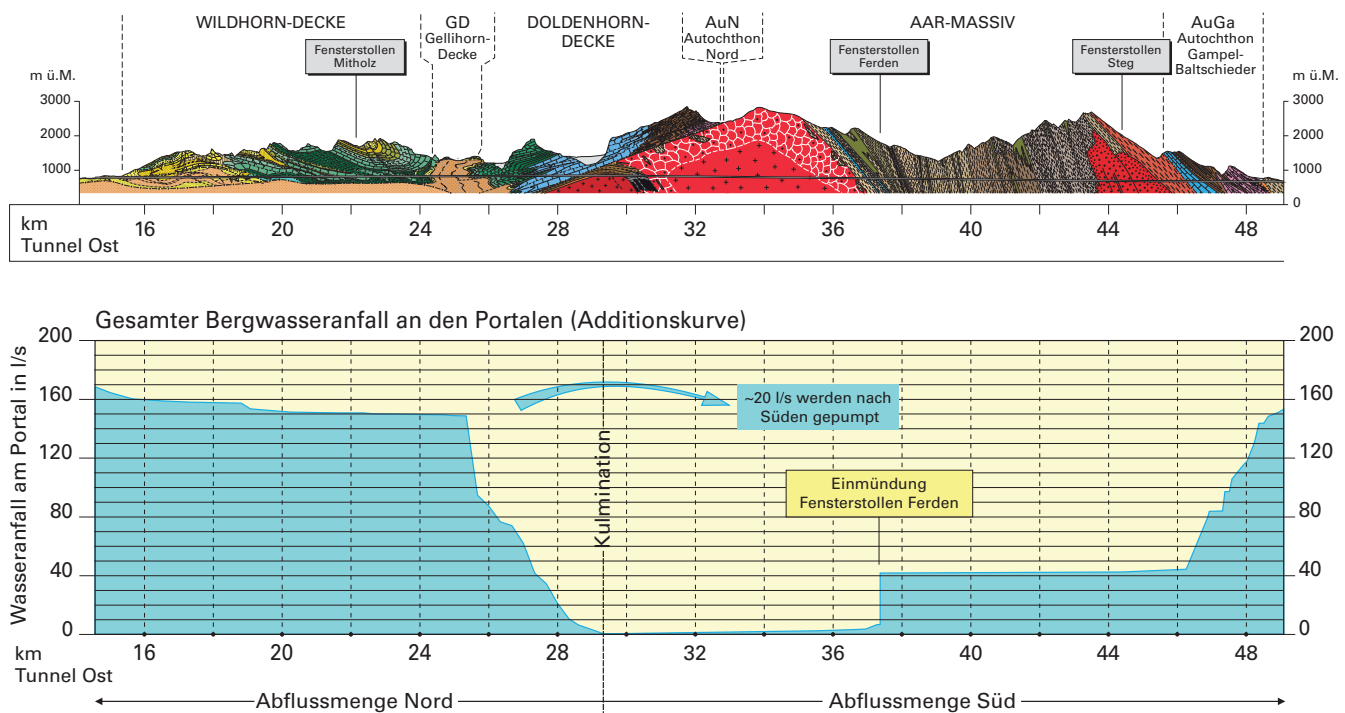 WILDHORN-DECKE
GD
Gellihorn-
Decke
DOLDENHORN-
DECKE
AuN
Autochthon
Nord
AAR-MASSIV
AuGa
Autochthon
Gampel-
Baltschieder
Fensterstollen
Mitholz
Fensterstollen
Ferden
Fensterstollen
Steg
m ü.M.
m ü.M.
3000
3000
2000
2000
1000
1000
0
km
Tunnel Ost
16
20
24
28
32
36
40
44
48
Gesamter Bergwasseranfall an den Portalen (Additionskurve)
Wasseranfall am Portal in l/s
200
200
160
160
120
120
80
80
40
40
0
0
~20 l/s werden nach
Süden gepumpt
Kulmination
Einmündung
Fensterstollen Ferden
km
Tunnel Ost
16
20
24
28
32
36
40
44
48
Abflussmenge Nord
Abflussmenge Süd